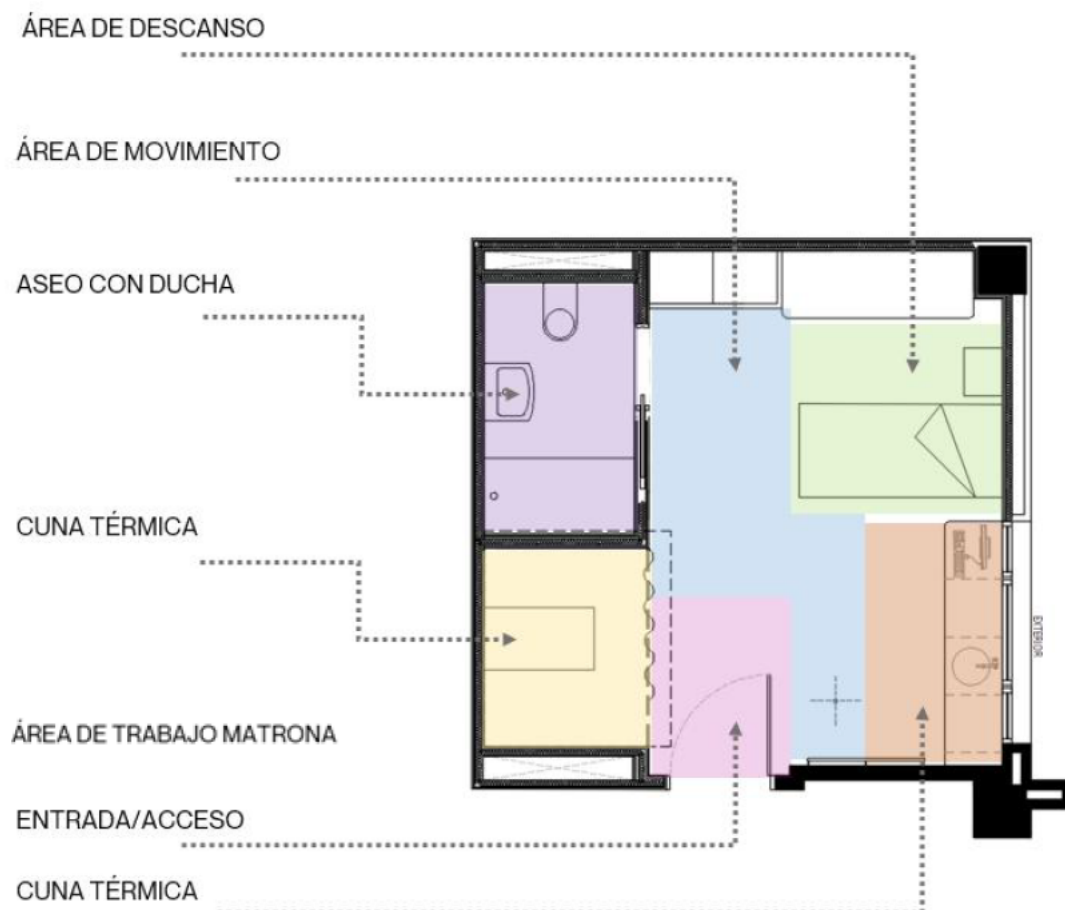 ÁREA DE DESCANSO
ÁREA DE MOVIMIENTO
ASEO CON DUCHA
CUNA TÉRMICA
EXTERIOR
ÁREA DE TRABAJO MATRONA
ENTRADA/ACCESO
CUNA TÉRMICA